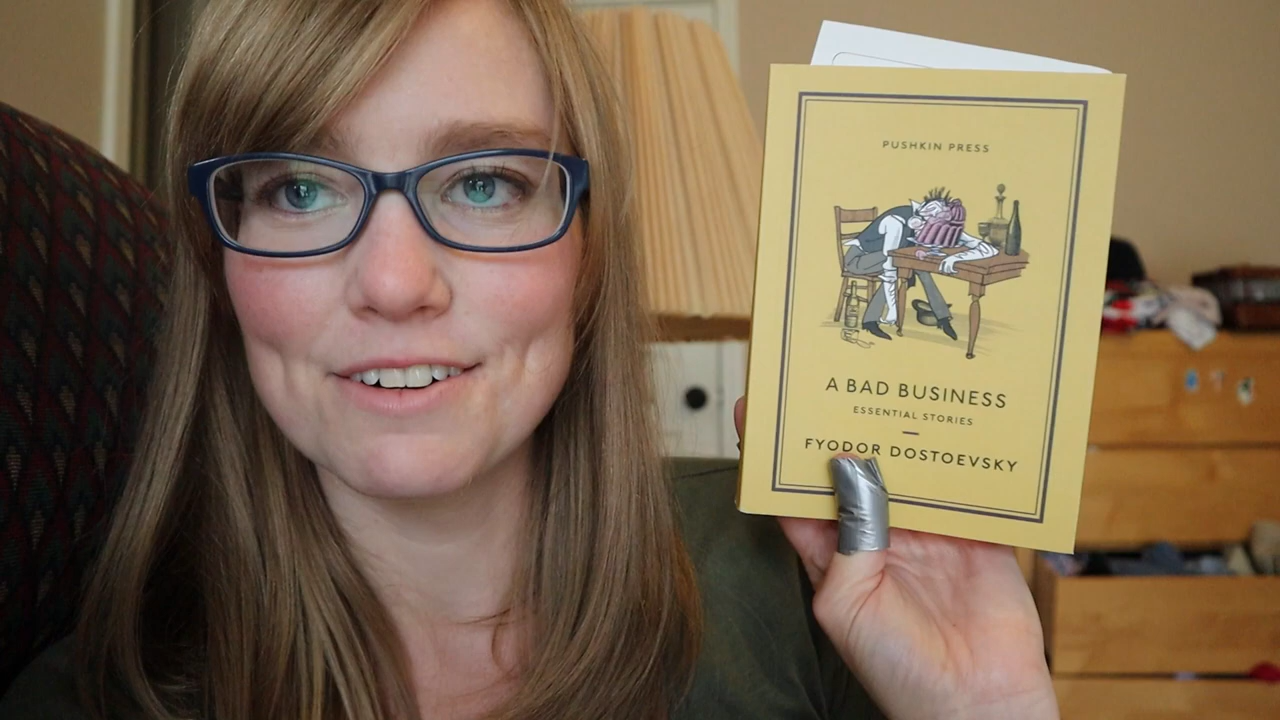 PUSHKIN PRESS
A BAD BUSINESS
ESSENTIAL STORIES
FYODOR DOSTOEVSKY